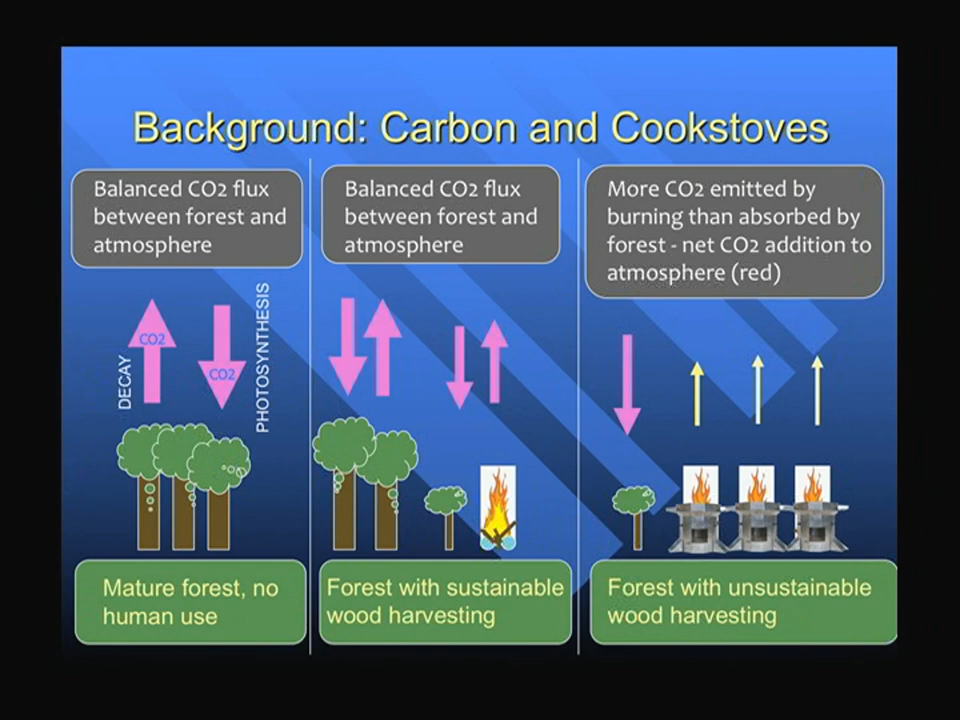 Background: Carbon and Cookstoves
Balanced CO2 flux
between forest and
atmosphere
Balanced CO2 flux
between forest and
atmosphere
More CO2 emitted by
burning than absorbed by
forest - net CO2 addition to
atmosphere (red)
DECAY
CO2
CO2
PHOTOSYNTHESIS
Mature forest, no
human use
Forest with sustainable
wood harvesting
Forest with unsustainable
wood harvesting